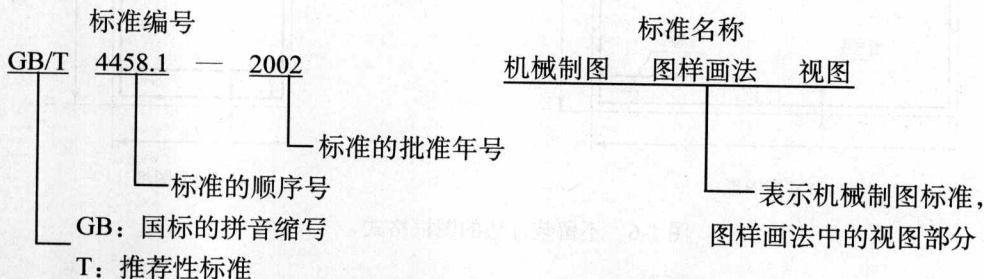 标准编号
GB/T 4458.1 — 2002
标准的批准年号
标准的顺序号
GB：国标的拼音缩写
T：推荐性标准
标准名称
机械制图 图样画法 视图
表示机械制图标准，
图样画法中的视图部分